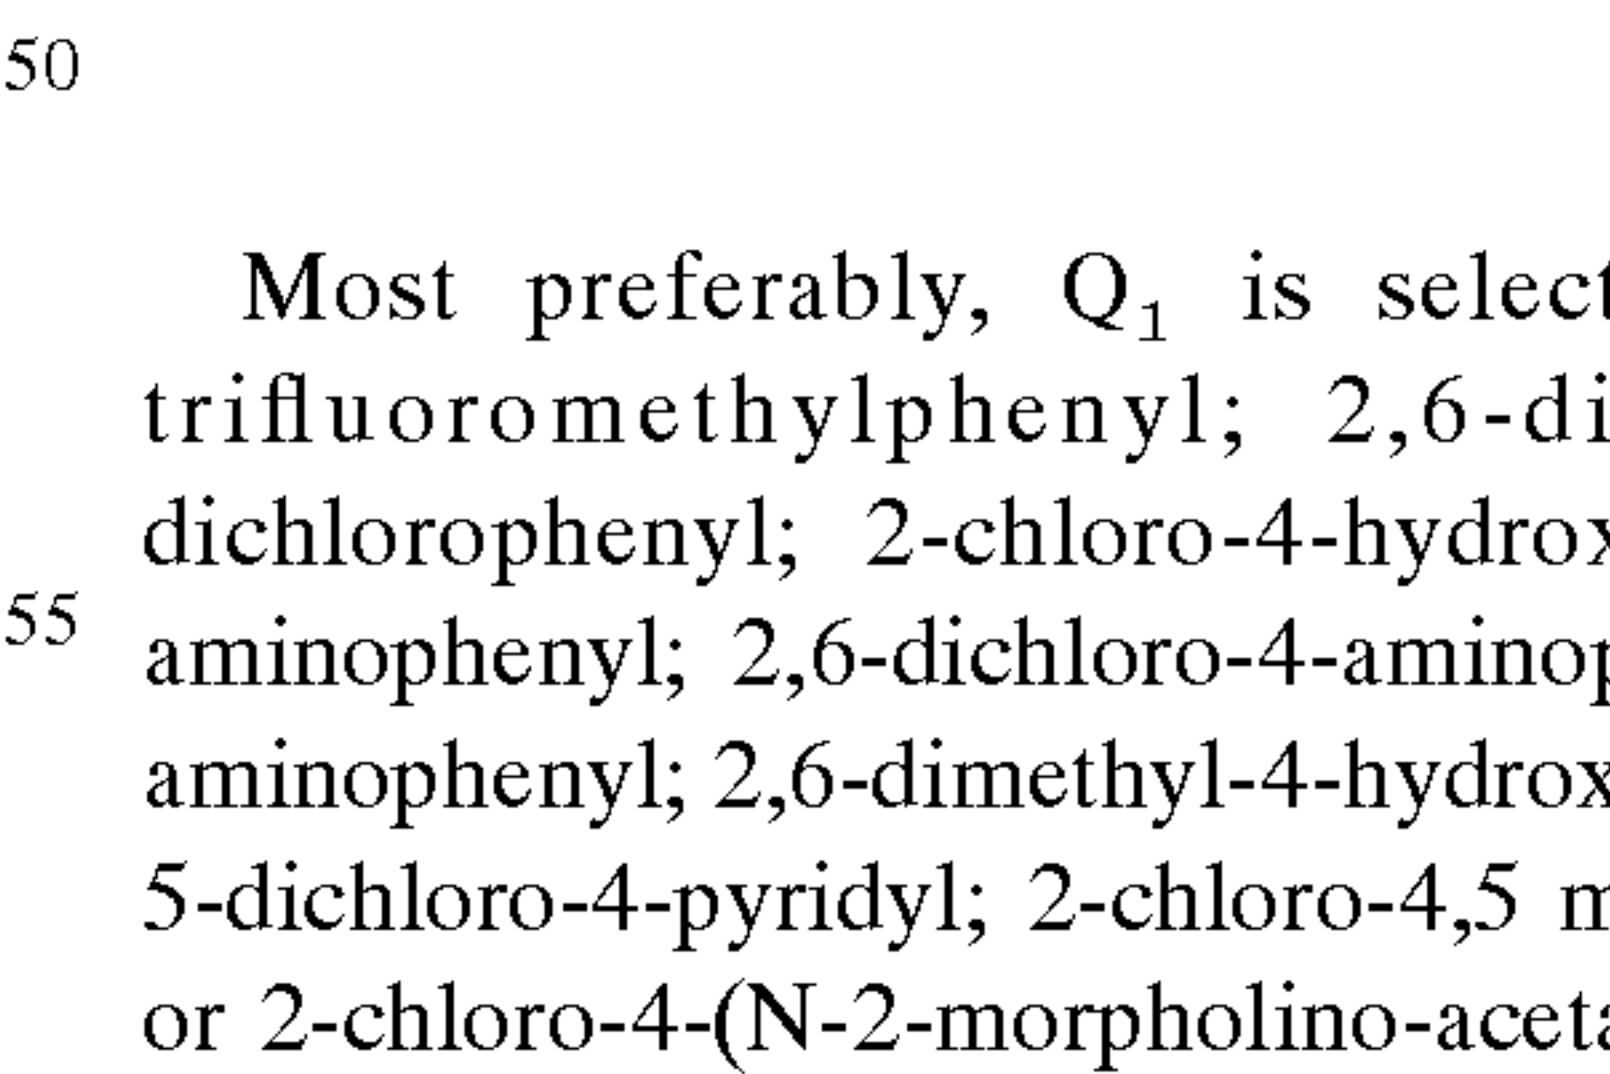 50
Most preferably, Q₁ is select
trifluoromethylphenyl; 2,6-di
dichlorophenyl; 2-chloro-4-hydrox
55
aminophenyl; 2,6-dichloro-4-aminop
aminophenyl; 2,6-dimethyl-4-hydrox
5-dichloro-4-pyridyl; 2-chloro-4,5 m
or 2-chloro-4-(N-2-morpholino-aceta